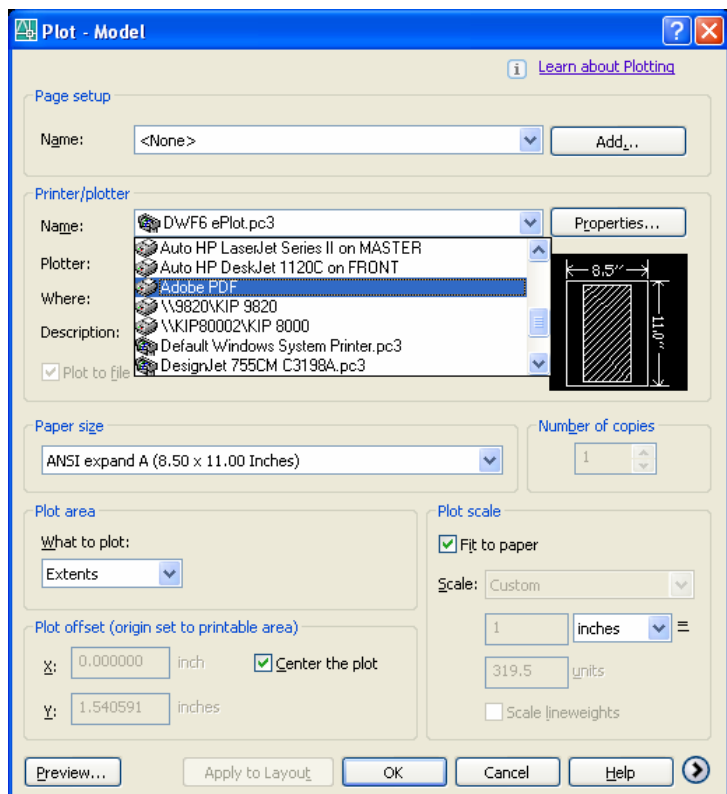 Plot - Model
Learn about Plotting
Page setup
Name:
<None>
Add...
Printer/plotter
Name:
DWF6 ePlot.pc3
Properties...
Auto HP LaserJet Series II on MASTER
Plotter:
Auto HP DeskJet 1120C on FRONT
8.5"
Adobe PDF
Where:
\\9820\KIP 9820
\\KIP80002\KIP 8000
11.0"
Description:
Default Windows System Printer.pc3
Plot to file
DesignJet 755CM C3198A.pc3
Paper size
Number of copies
ANSI expand A (8.50 x 11.00 Inches)
1
Plot area
What to plot:
Extents
Plot scale
Fit to paper
Scale:
Custom
1
inches
=
319.5
units
Scale lineweights
Plot offset (origin set to printable area)
X:
0.000000
inch
Center the plot
Y:
1.540591
inches
Preview...
Apply to Layout
OK
Cancel
Help